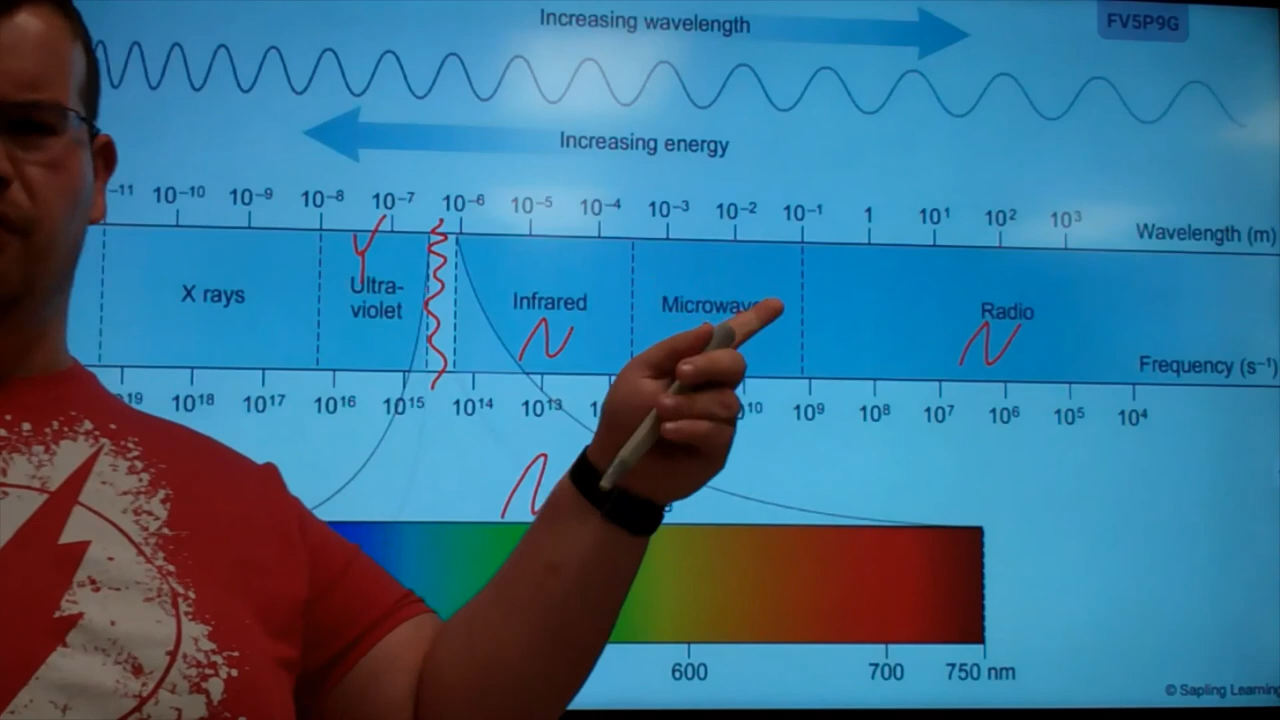 Increasing wavelength
FV5P9G
Increasing energy
10⁻¹⁰ 10⁻⁹ 10⁻⁸ 10⁻⁷ 10⁻⁶ 10⁻⁵ 10⁻⁴ 10⁻³ 10⁻² 10⁻¹ 1 10¹ 10² 10³
Wavelength (m)
X rays
Ultra-
violet
Infrared
Radio
Frequency (s⁻¹)
10¹⁸ 10¹⁷ 10¹⁶ 10¹⁵ 10¹⁴ 10¹³ 10⁹ 10⁸ 10⁷ 10⁶ 10⁵ 10⁴
600 700 750 nm
© Sapling Learning